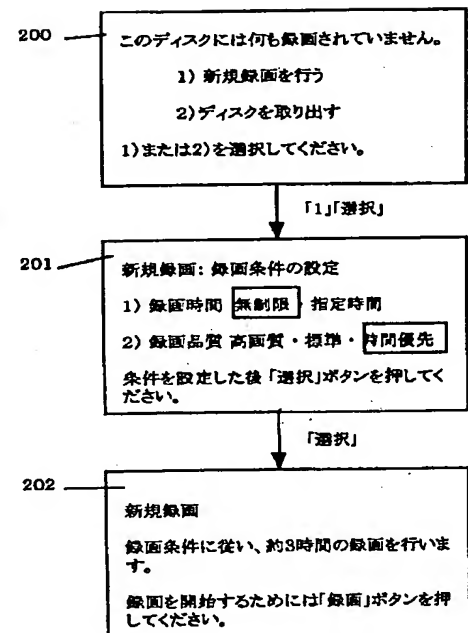 200
このディスクには何も録画されていません。
1) 新規録画を行う
2)ディスクを取り出す
1)または2)を選択してください。
「1」「選択」
201
新規録画: 録画条件の設定
1) 録画時間 無制限・指定時間
2) 録画品質 高画質・標準・時間優先
条件を設定した後「選択」ボタンを押してく
ださい。
「選択」
202
新規録画
録画条件に従い、約3時間の録画を行いま
す。
録画を開始するためには「録画」ボタンを押
してください。